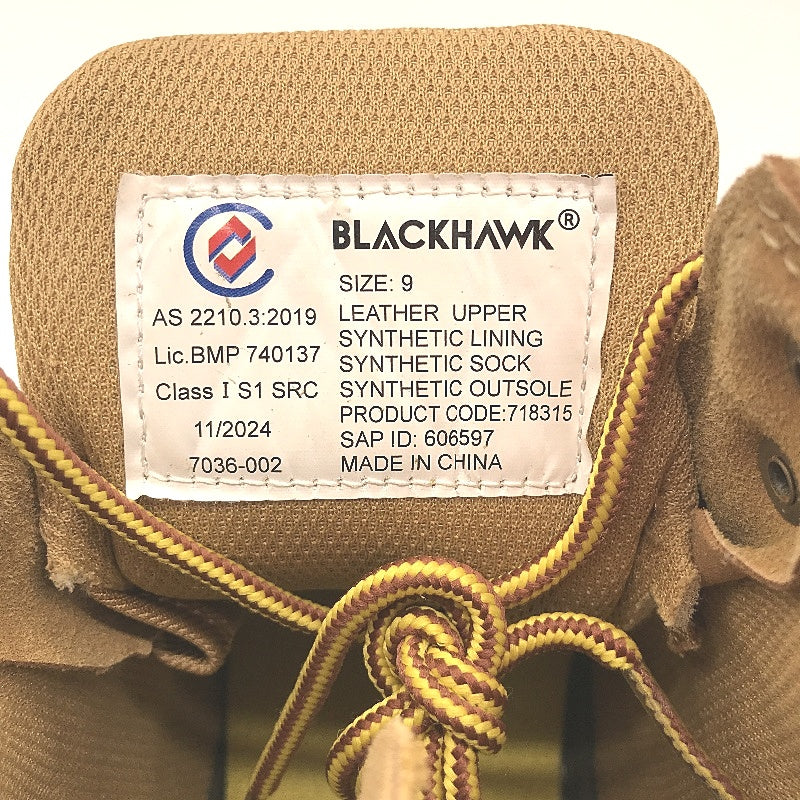 BLACKHAWK®
AS 2210.3:2019
Lic.BMP 740137
Class I S1 SRC
11/2024
7036-002
SIZE: 9
LEATHER UPPER
SYNTHETIC LINING
SYNTHETIC SOCK
SYNTHETIC OUTSOLE
PRODUCT CODE:718315
SAP ID: 606597
MADE IN CHINA